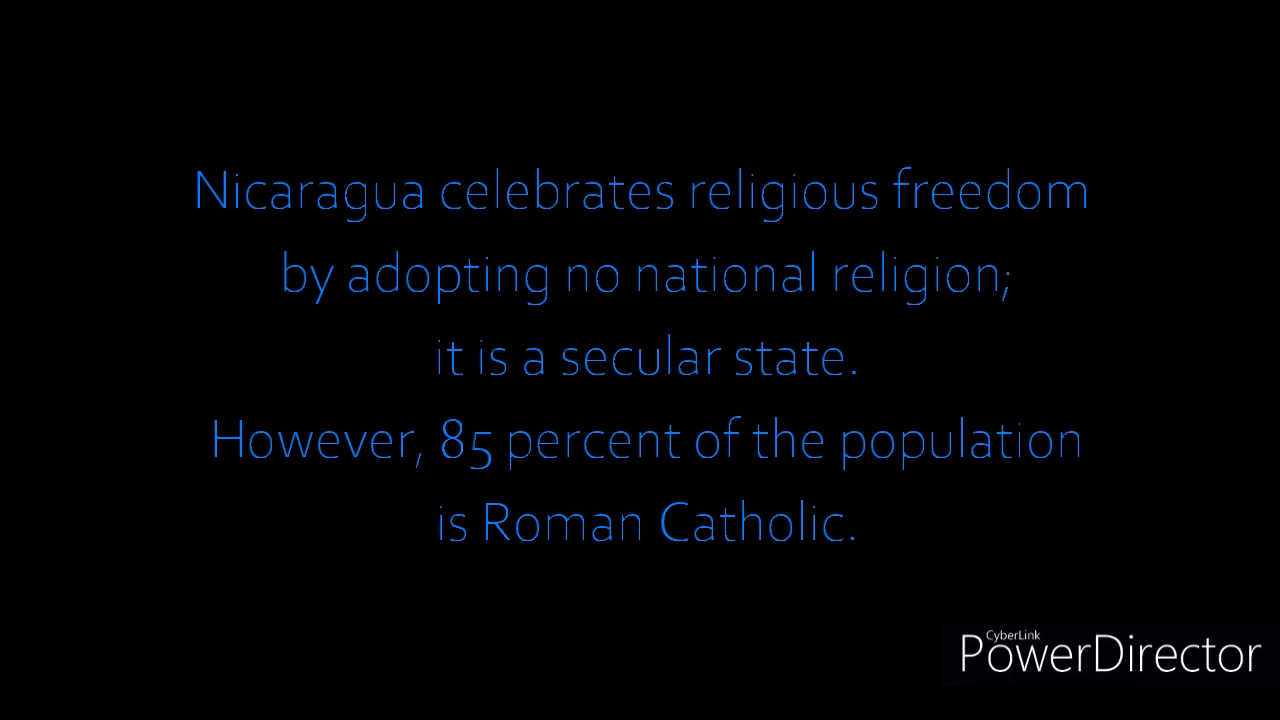 Nicaragua celebrates religious freedom
by adopting no national religion;
it is a secular state.
However, 85 percent of the population
is Roman Catholic.
CyberLink
PowerDirector